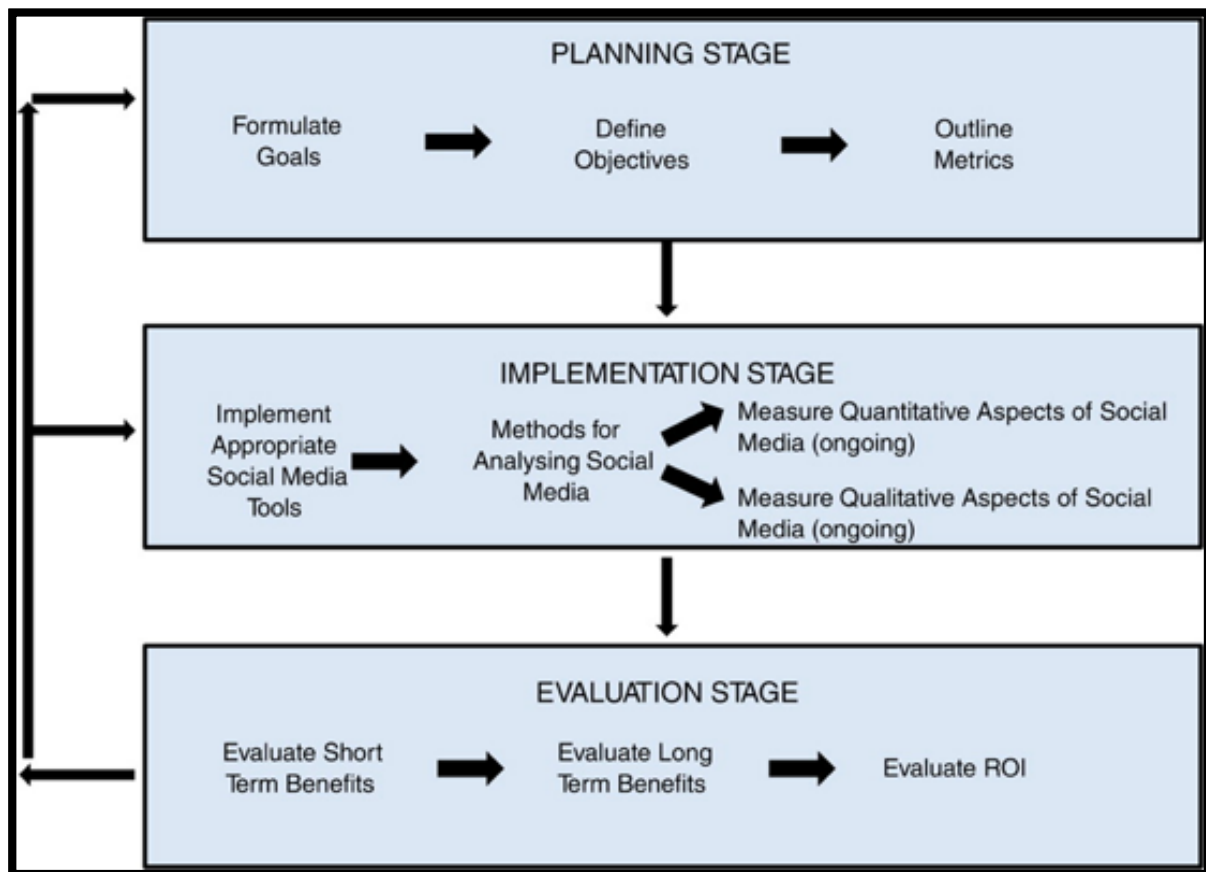 PLANNING STAGE
Formulate
Goals
Define
Objectives
Outline
Metrics
IMPLEMENTATION STAGE
Implement
Appropriate
Social Media
Tools
Methods for
Analysing Social
Media
Measure Quantitative Aspects of Social
Media (ongoing)
Measure Qualitative Aspects of Social
Media (ongoing)
EVALUATION STAGE
Evaluate Short
Term Benefits
Evaluate Long
Term Benefits
Evaluate ROI